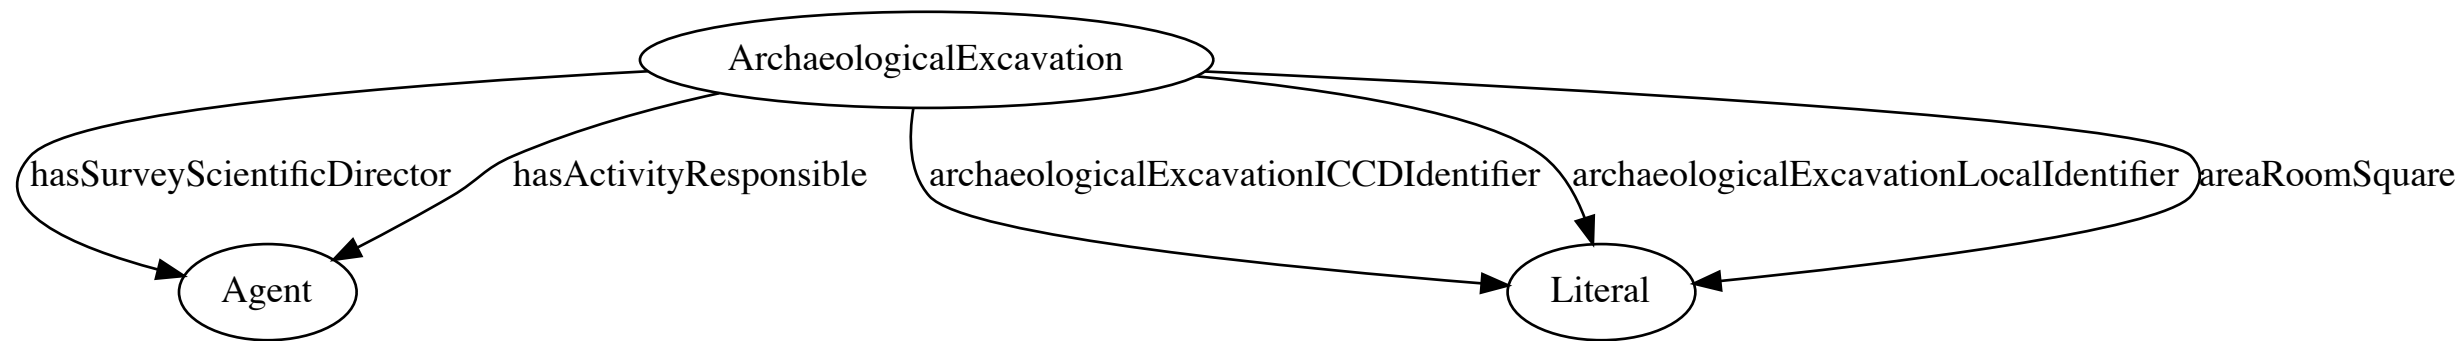 ArchaeologicalExcavation
hasSurveyScientificDirector
hasActivityResponsible
archaeologicalExcavationICCDIdentifier
archaeologicalExcavationLocalIdentifier
areaRoomSquare
Agent
Literal